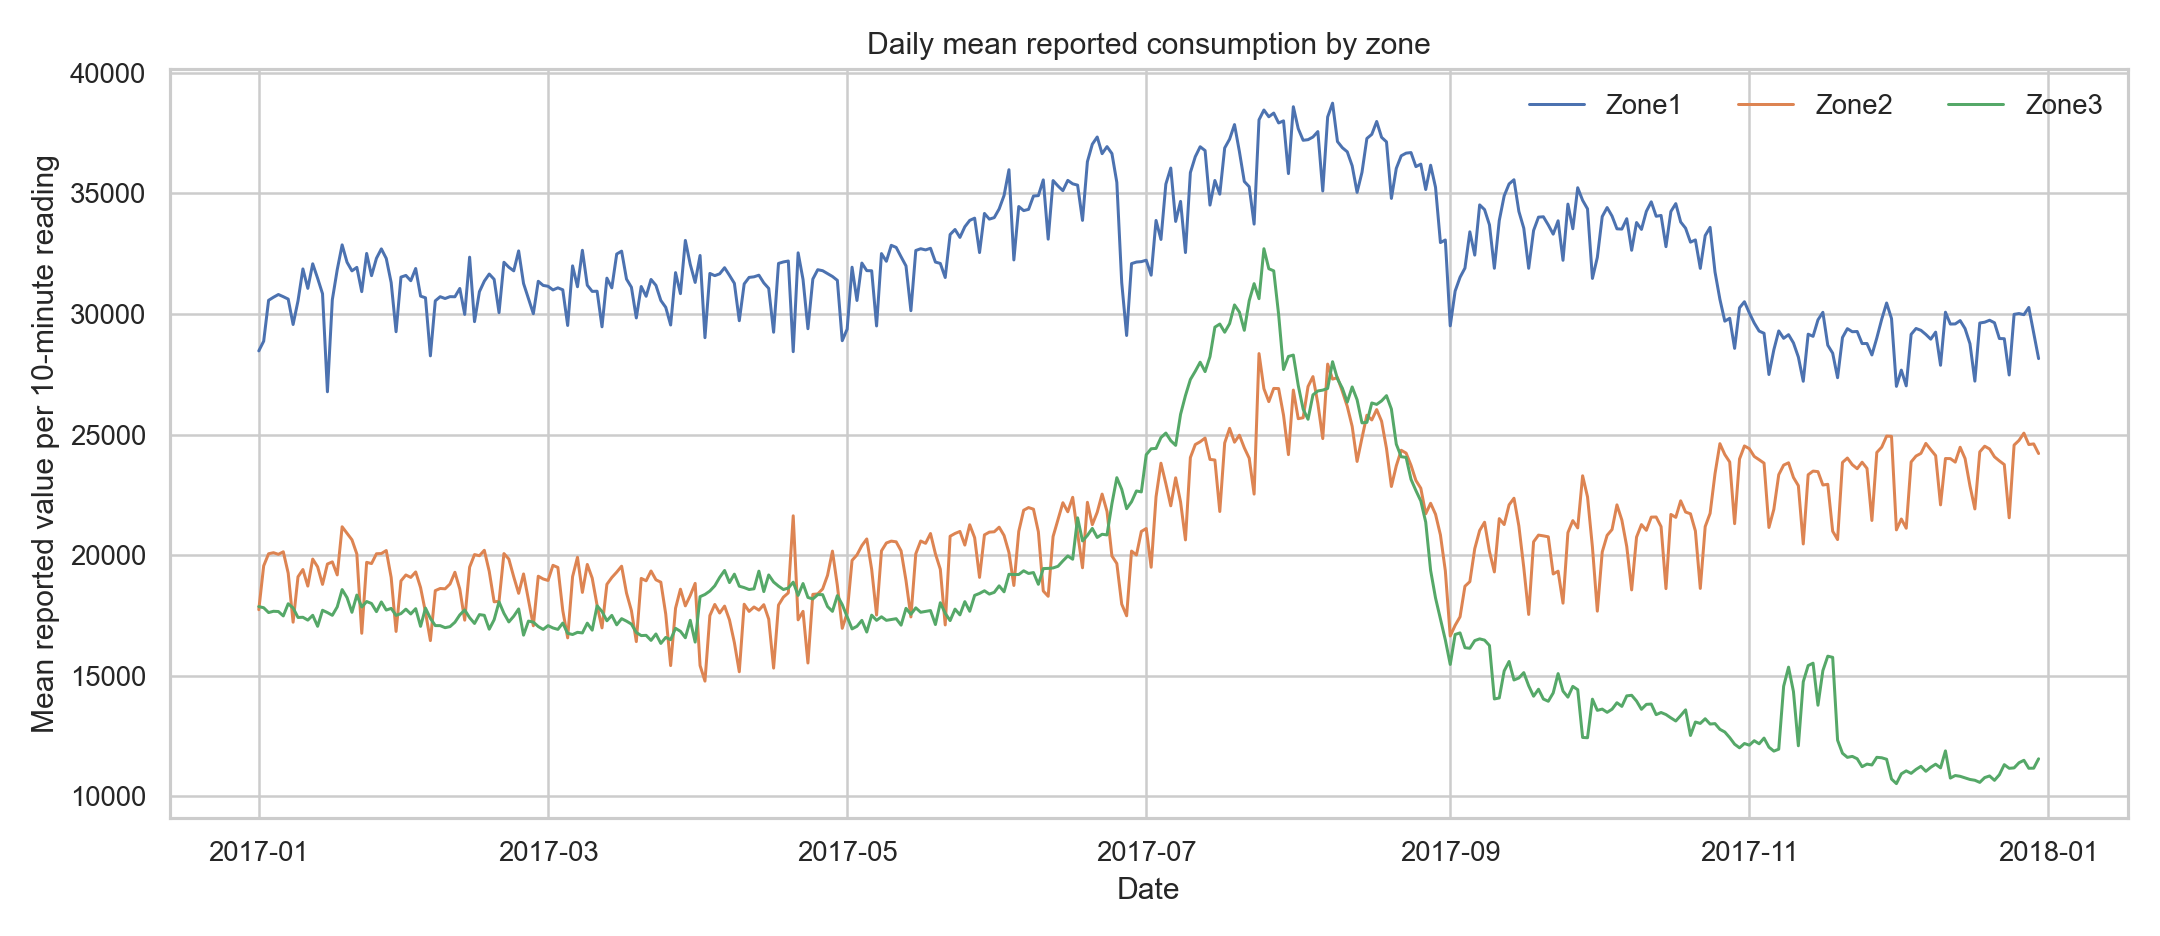 Daily mean reported consumption by zone
Zone1 Zone2 Zone3
Mean reported value per 10-minute reading
40000
35000
30000
25000
20000
15000
10000
2017-01 2017-03 2017-05 2017-07 2017-09 2017-11 2018-01
Date